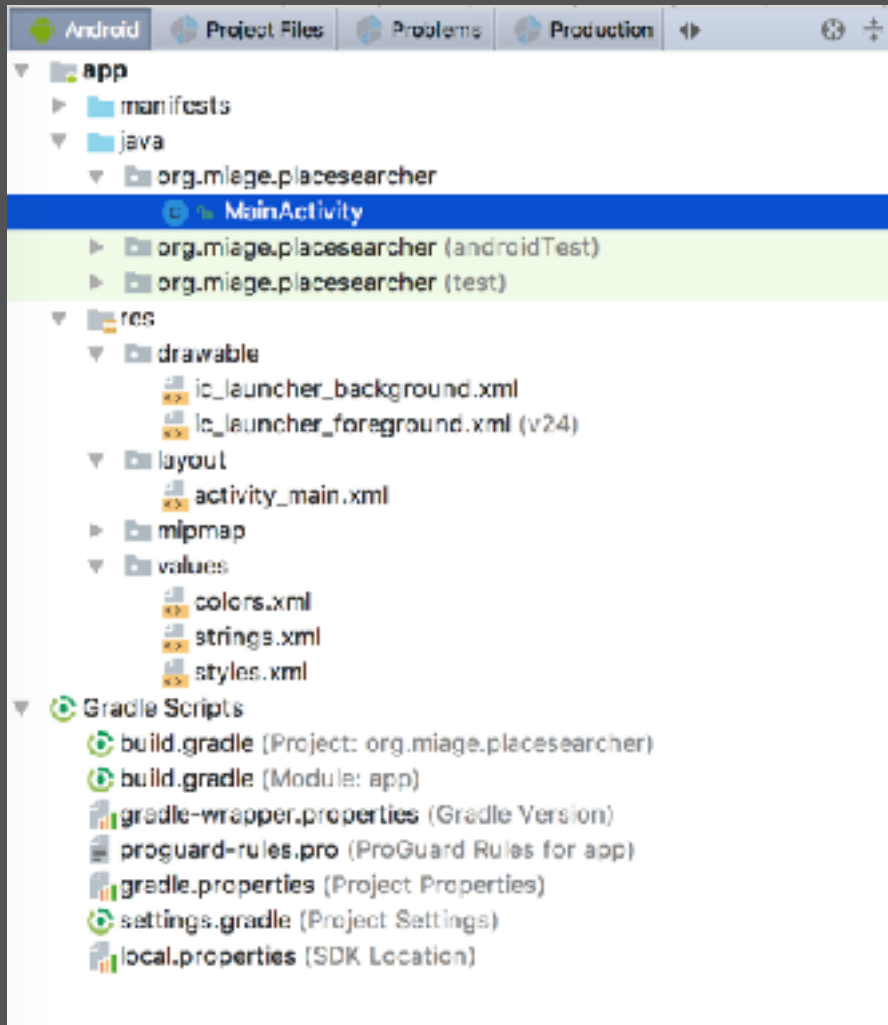 Android Project Files Problems Production
app
manifests
java
org.miage.placesearcher
MainActivity
org.miage.placesearcher (androidTest)
org.miage.placesearcher (test)
res
drawable
ic_launcher_background.xml
ic_launcher_foreground.xml (v24)
layout
activity_main.xml
mipmap
values
colors.xml
strings.xml
styles.xml
Gradle Scripts
build.gradle (Project: org.miage.placesearcher)
build.gradle (Module: app)
gradle-wrapper.properties (Gradle Version)
proguard-rules.pro (ProGuard Rules for app)
gradle.properties (Project Properties)
settings.gradle (Project Settings)
local.properties (SDK Location)